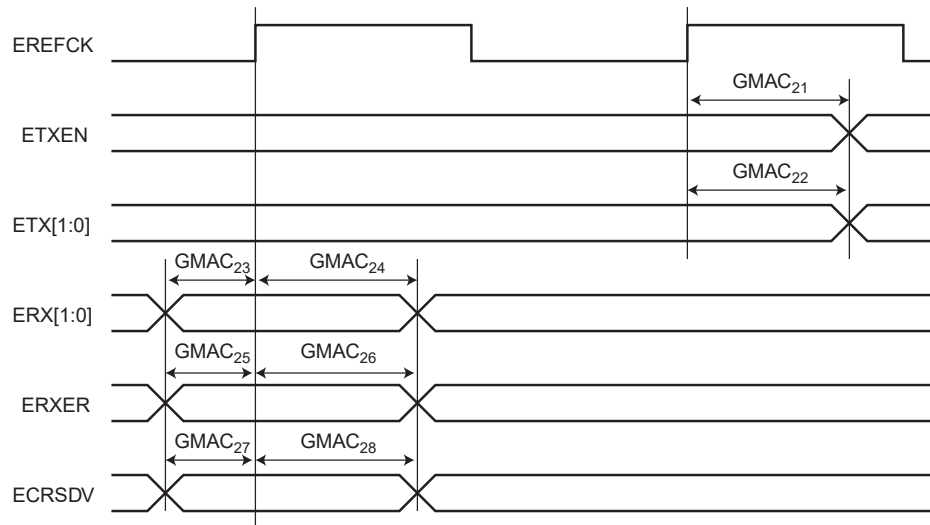 EREFCK
GMAC21
ETXEN
GMAC22
ETX[1:0]
GMAC23 GMAC24
ERX[1:0]
GMAC25 GMAC26
ERXER
GMAC27 GMAC28
ECRSDV